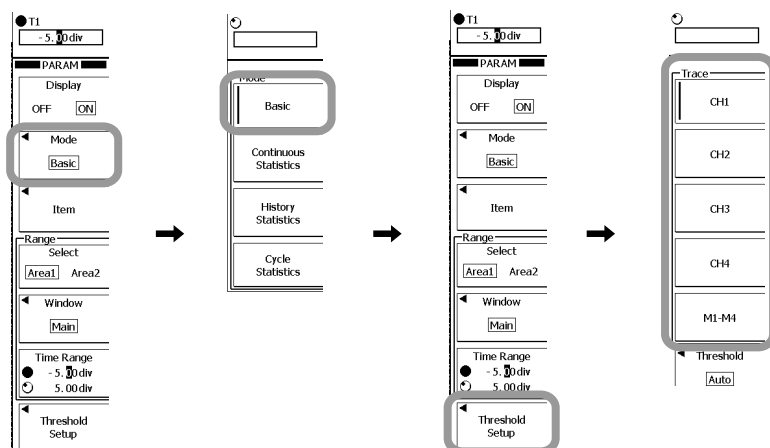 T1
- 5.00div
PARAM
Display
OFF ON
Mode
Basic
Item
Range
Select
Area1 Area2
Window
Main
Time Range
- 5.00div
5.00div
Threshold
Setup
Mode
Basic
Continuous
Statistics
History
Statistics
Cycle
Statistics
T1
- 5.00div
PARAM
Display
OFF ON
Mode
Basic
Item
Range
Select
Area1 Area2
Window
Main
Time Range
- 5.00div
5.00div
Threshold
Setup
Trace
CH1
CH2
CH3
CH4
M1-M4
Threshold
Auto